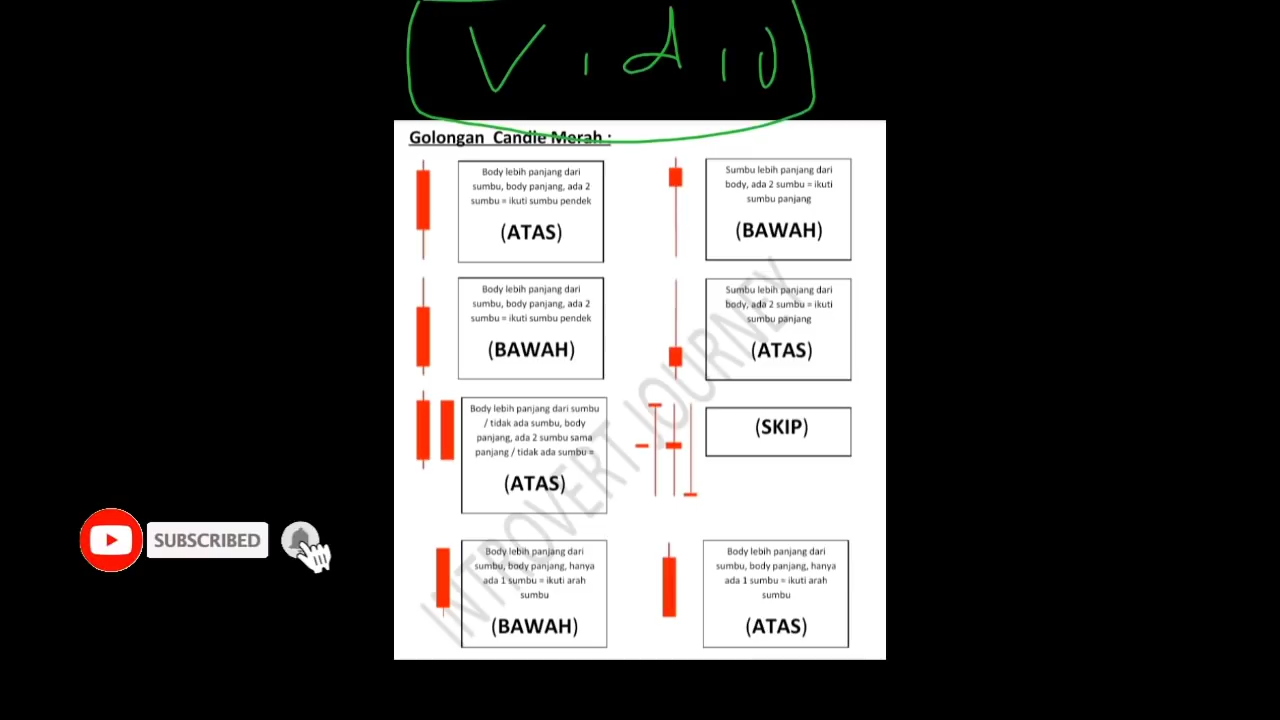 Vidio
Golongan Candle Merah :
Body lebih panjang dari
sumbu, body panjang, ada 2
sumbu = ikuti sumbu pendek
(ATAS)
Sumbu lebih panjang dari
body, ada 2 sumbu = ikuti
sumbu panjang
(BAWAH)
Body lebih panjang dari
sumbu, body panjang, ada 2
sumbu = ikuti sumbu pendek
(BAWAH)
Sumbu lebih panjang dari
body, ada 2 sumbu = ikuti
sumbu panjang
(ATAS)
Body lebih panjang dari sumbu
/ tidak ada sumbu, body
panjang, ada 2 sumbu sama
panjang / tidak ada sumbu =
(ATAS)
(SKIP)
Body lebih panjang dari
sumbu, body panjang, hanya
ada 1 sumbu = ikuti arah
sumbu
(BAWAH)
Body lebih panjang dari
sumbu, body panjang, hanya
ada 1 sumbu = ikuti arah
sumbu
(ATAS)
INTROVERT JOURNEY
SUBSCRIBED